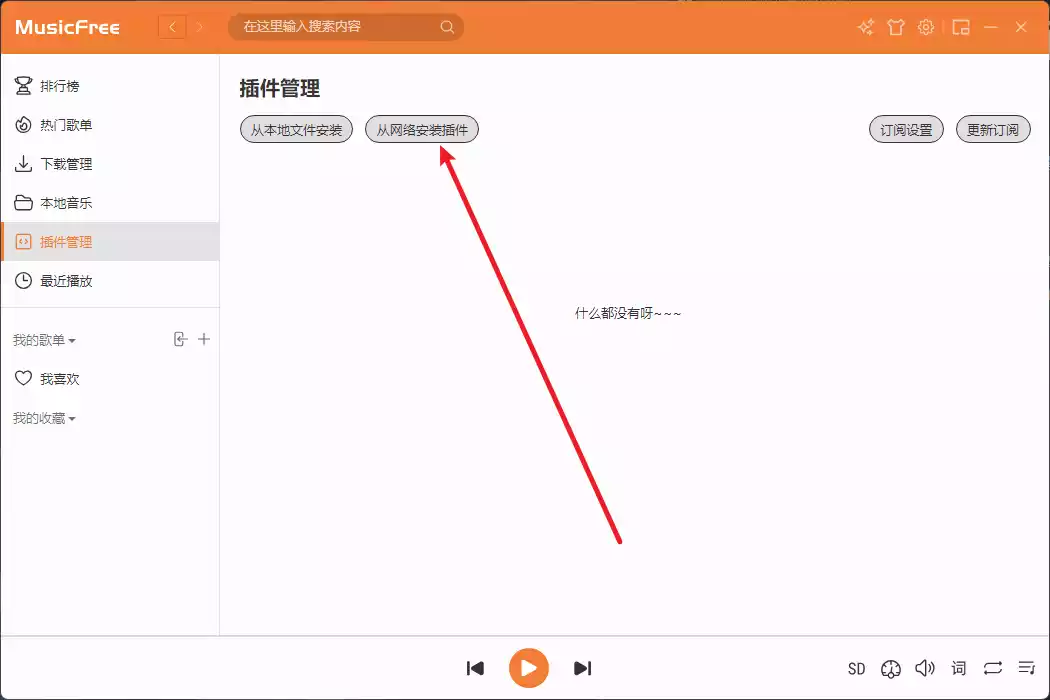 MusicFree
在这里输入搜索内容
排行榜
热门歌单
下载管理
本地音乐
插件管理
最近播放
我的歌单
我喜欢
我的收藏
插件管理
从本地文件安装
从网络安装插件
订阅设置
更新订阅
什么都没有呀~~~
SD
词